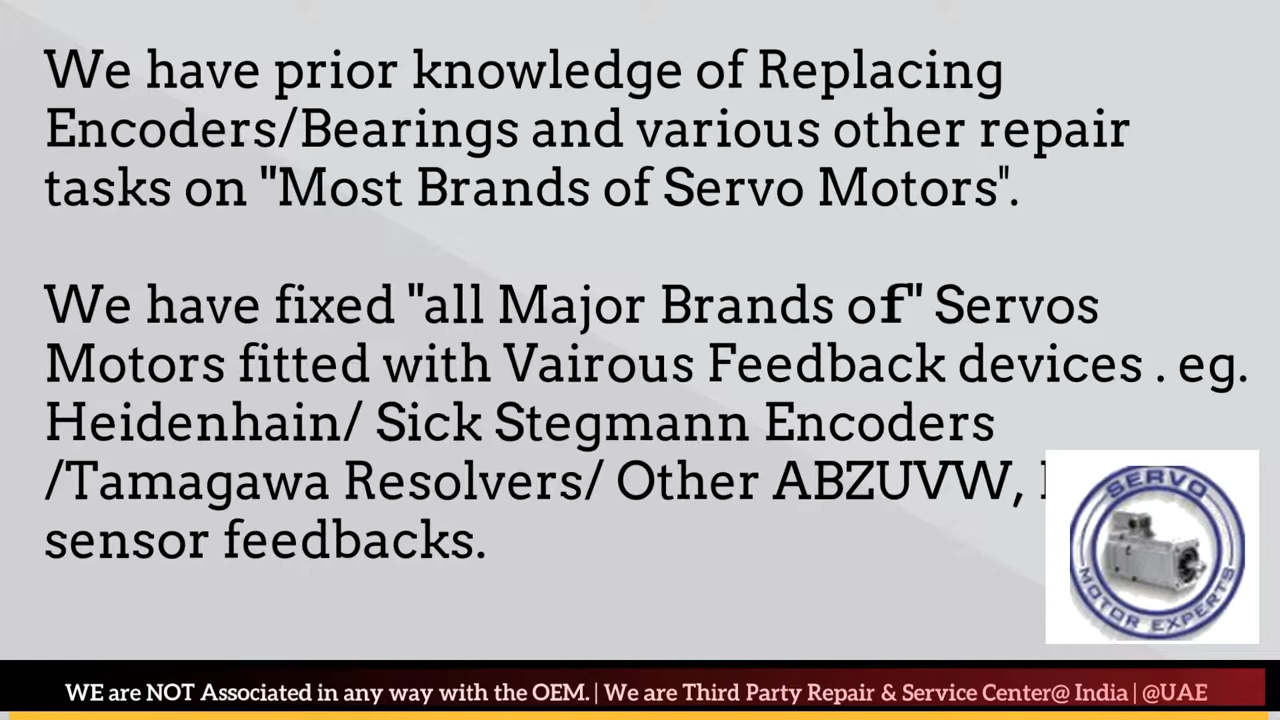 We have prior knowledge of Replacing
Encoders/Bearings and various other repair
tasks on "Most Brands of Servo Motors".
We have fixed "all Major Brands of" Servos
Motors fitted with Vairous Feedback devices . eg.
Heidenhain/ Sick Stegmann Encoders
/Tamagawa Resolvers/ Other ABZUVW,
sensor feedbacks.
SERVO
MOTOR EXPERTS
WE are NOT Associated in any way with the OEM. | We are Third Party Repair & Service Center@ India | @UAE